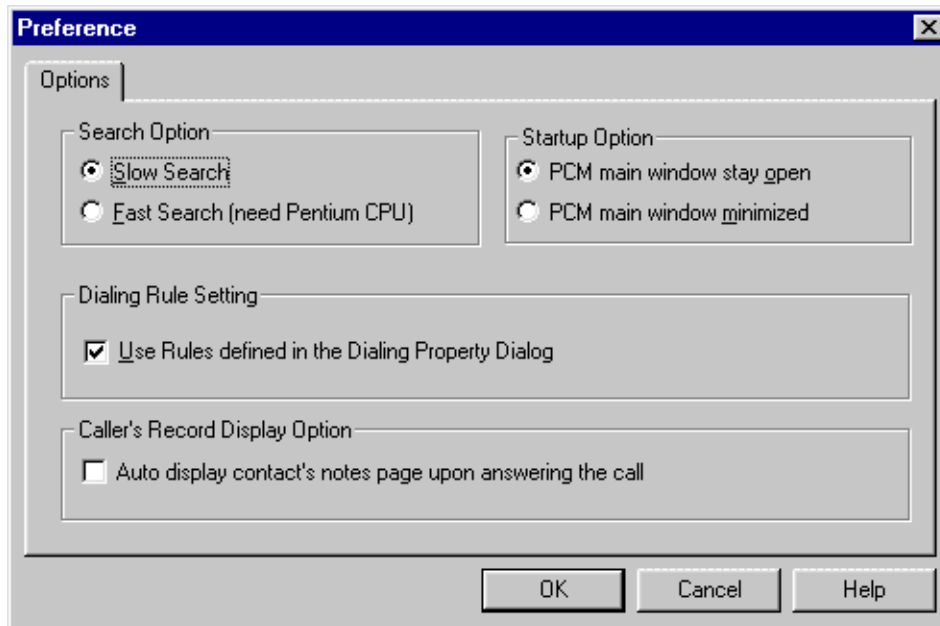 Preference
Options
Search Option
Slow Search
Fast Search (need Pentium CPU)
Startup Option
PCM main window stay open
PCM main window minimized
Dialing Rule Setting
Use Rules defined in the Dialing Property Dialog
Caller's Record Display Option
Auto display contact's notes page upon answering the call
OK
Cancel
Help